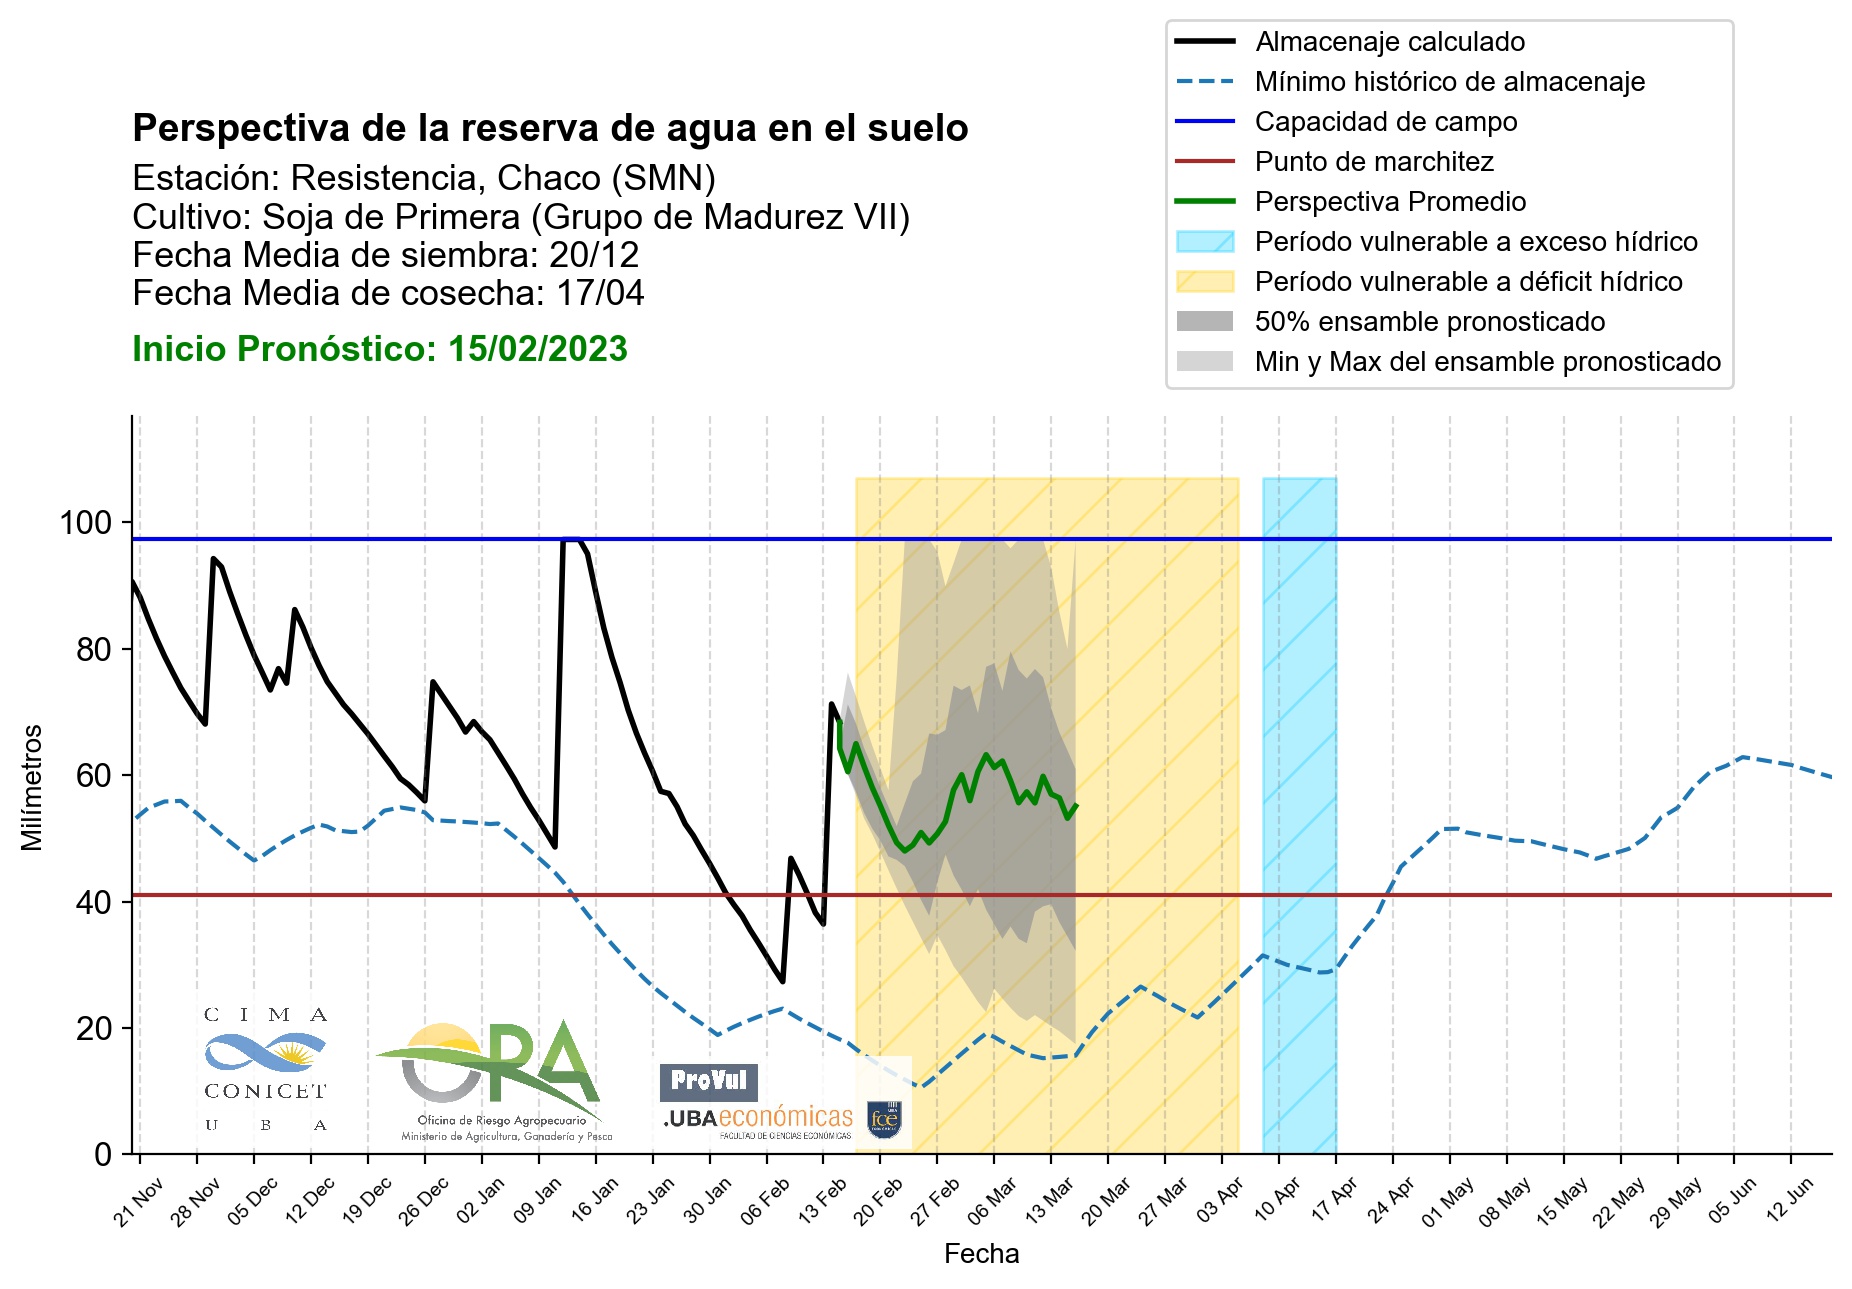 Almacenaje calculado
Mínimo histórico de almacenaje
Capacidad de campo
Punto de marchitez
Perspectiva Promedio
Período vulnerable a exceso hídrico
Período vulnerable a déficit hídrico
50% ensamble pronosticado
Min y Max del ensamble pronosticado
Perspectiva de la reserva de agua en el suelo
Estación: Resistencia, Chaco (SMN)
Cultivo: Soja de Primera (Grupo de Madurez VII)
Fecha Media de siembra: 20/12
Fecha Media de cosecha: 17/04
Inicio Pronóstico: 15/02/2023
100
80
60
40
20
0
Milímetros
CIMA
CONICET
UBA
ORA
Oficina de Riesgo Agropecuario
Ministerio de Agricultura, Ganadería y Pesca
ProVul
.UBAeconómicas
FACULTAD DE CIENCIAS ECONÓMICAS
UBA
fce
21 Nov
28 Nov
05 Dec
12 Dec
19 Dec
26 Dec
02 Jan
09 Jan
16 Jan
23 Jan
30 Jan
06 Feb
13 Feb
20 Feb
27 Feb
06 Mar
13 Mar
20 Mar
27 Mar
03 Apr
10 Apr
17 Apr
24 Apr
01 May
08 May
15 May
22 May
29 May
05 Jun
12 Jun
Fecha